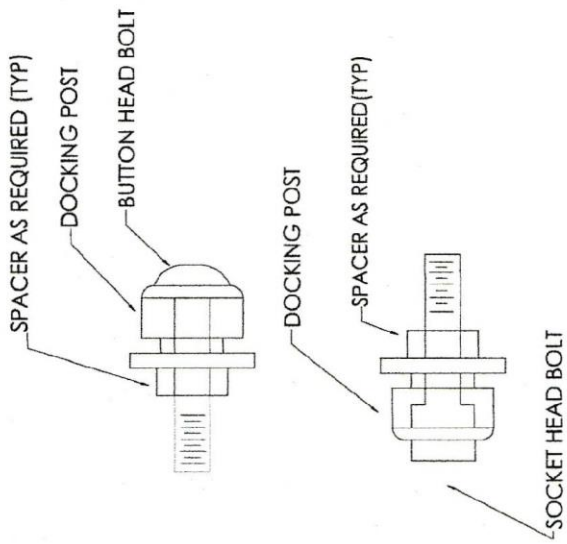 SPACER AS REQUIRED (TYP)
DOCKING POST
BUTTON HEAD BOLT
DOCKING POST
SPACER AS REQUIRED(TYP)
SOCKET HEAD BOLT